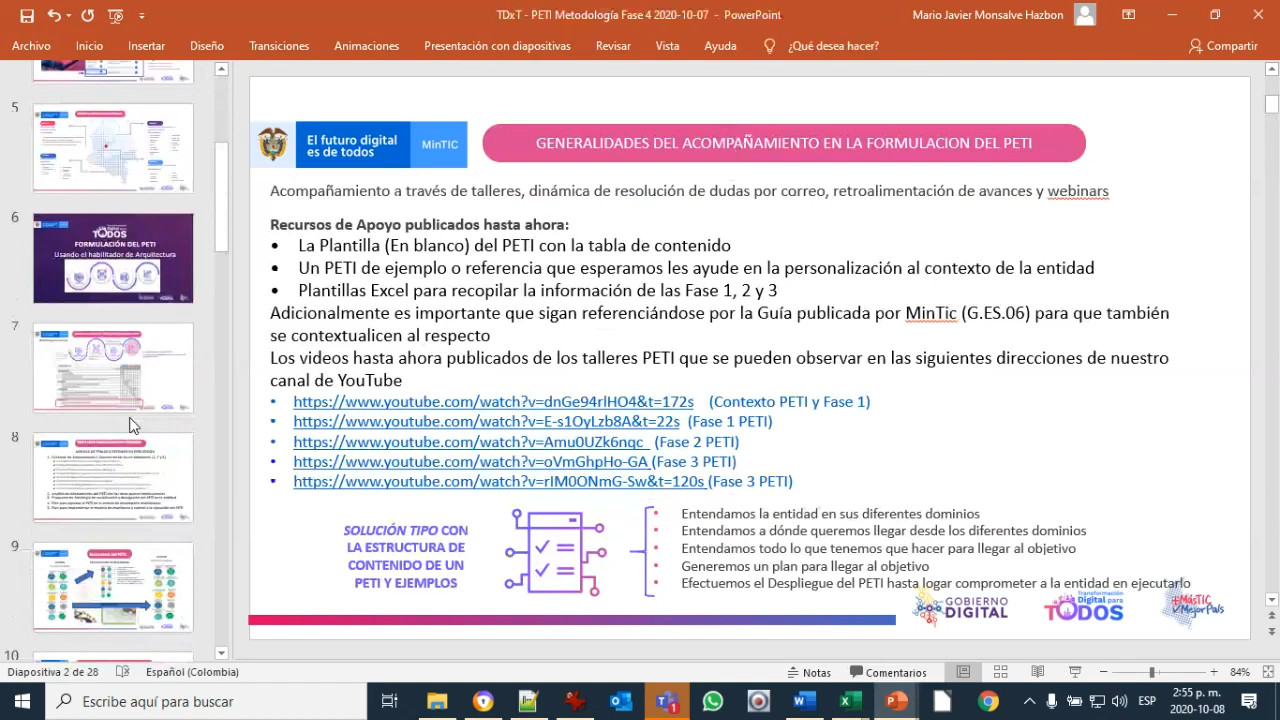 TDxT - PETI Metodología Fase 4 2020-10-07 - PowerPoint
Mario Javier Monsalve Hazbon
Archivo Inicio Insertar Diseño Transiciones Animaciones Presentación con diapositivas Revisar Vista Ayuda ¿Qué desea hacer? Compartir
5
6
TODOS
FORMULACIÓN DEL PETI
Usando el habilitador de Arquitectura
7
8
9
10
El futuro digital
es de todos
MinTIC
GENERALIDADES DEL ACOMPAÑAMIENTO EN LA FORMULACION DEL PETI
Acompañamiento a través de talleres, dinámica de resolución de dudas por correo, retroalimentación de avances y webinars
Recursos de Apoyo publicados hasta ahora:
• La Plantilla (En blanco) del PETI con la tabla de contenido
• Un PETI de ejemplo o referencia que esperamos les ayude en la personalización al contexto de la entidad
• Plantillas Excel para recopilar la información de las Fase 1, 2 y 3
Adicionalmente es importante que sigan referenciándose por la Guía publicada por MinTic (G.ES.06) para que también
se contextualicen al respecto
Los videos hasta ahora publicados de los talleres PETI que se pueden observar en las siguientes direcciones de nuestro
canal de YouTube
• https://www.youtube.com/watch?v=dnGe94rlHO4&t=172s (Contexto PETI y Fase 1)
• https://www.youtube.com/watch?v=E-s1OyLzb8A&t=22s (Fase 1 PETI)
• https://www.youtube.com/watch?v=Amu0UZk6nqc (Fase 2 PETI)
• https://www.youtube.com/watch?v=oVmGhpHo-GA (Fase 3 PETI)
• https://www.youtube.com/watch?v=rIM0ONmG-Sw&t=120s (Fase 3 PETI)
SOLUCIÓN TIPO CON
LA ESTRUCTURA DE
CONTENIDO DE UN
PETI Y EJEMPLOS
Entendamos la entidad en sus diferentes dominios
• Entendamos a dónde queremos llegar desde los diferentes dominios
• Entendamos todo lo que tenemos que hacer para llegar al objetivo
• Generemos un plan para llegar al objetivo
• Efectuemos el Despliegue del PETI hasta logar comprometer a la entidad en ejecutarlo
GOBIERNO
DIGITAL
Transformación
Digital para
TODOS
#MásTIC
MejorPaís
Diapositiva 2 de 28 Español (Colombia) Notas Comentarios 84%
Escribe aquí para buscar
ESP
2:55 p. m.
2020-10-08